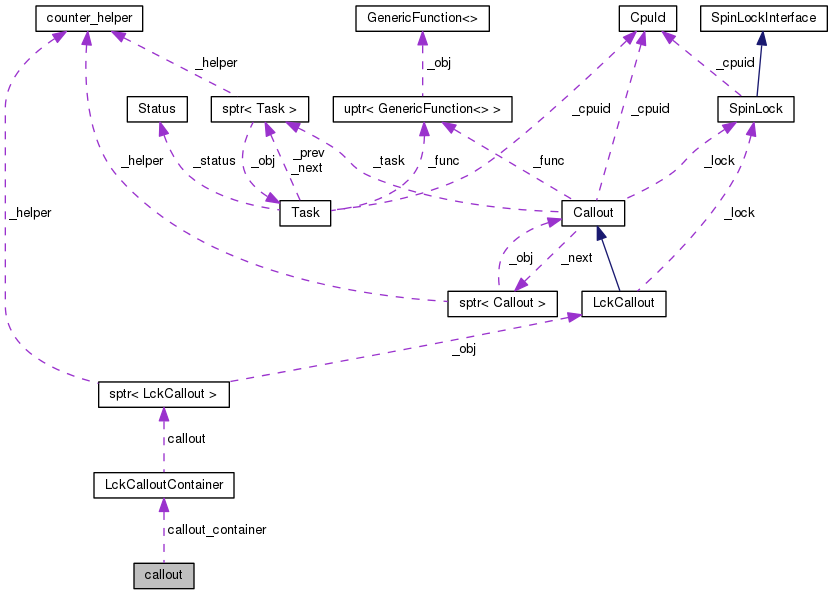 counter_helper
GenericFunction<>
CpuId
SpinLockInterface
_helper
_obj
_cpuid
Status
sptr< Task >
uptr< GenericFunction<> >
SpinLock
_cpuid
_cpuid
_helper
_status
_obj
_prev
_next
_func
_task
_func
_lock
Task
Callout
_helper
_lock
_obj
_next
sptr< Callout >
LckCallout
_obj
sptr< LckCallout >
callout
LckCalloutContainer
callout_container
callout